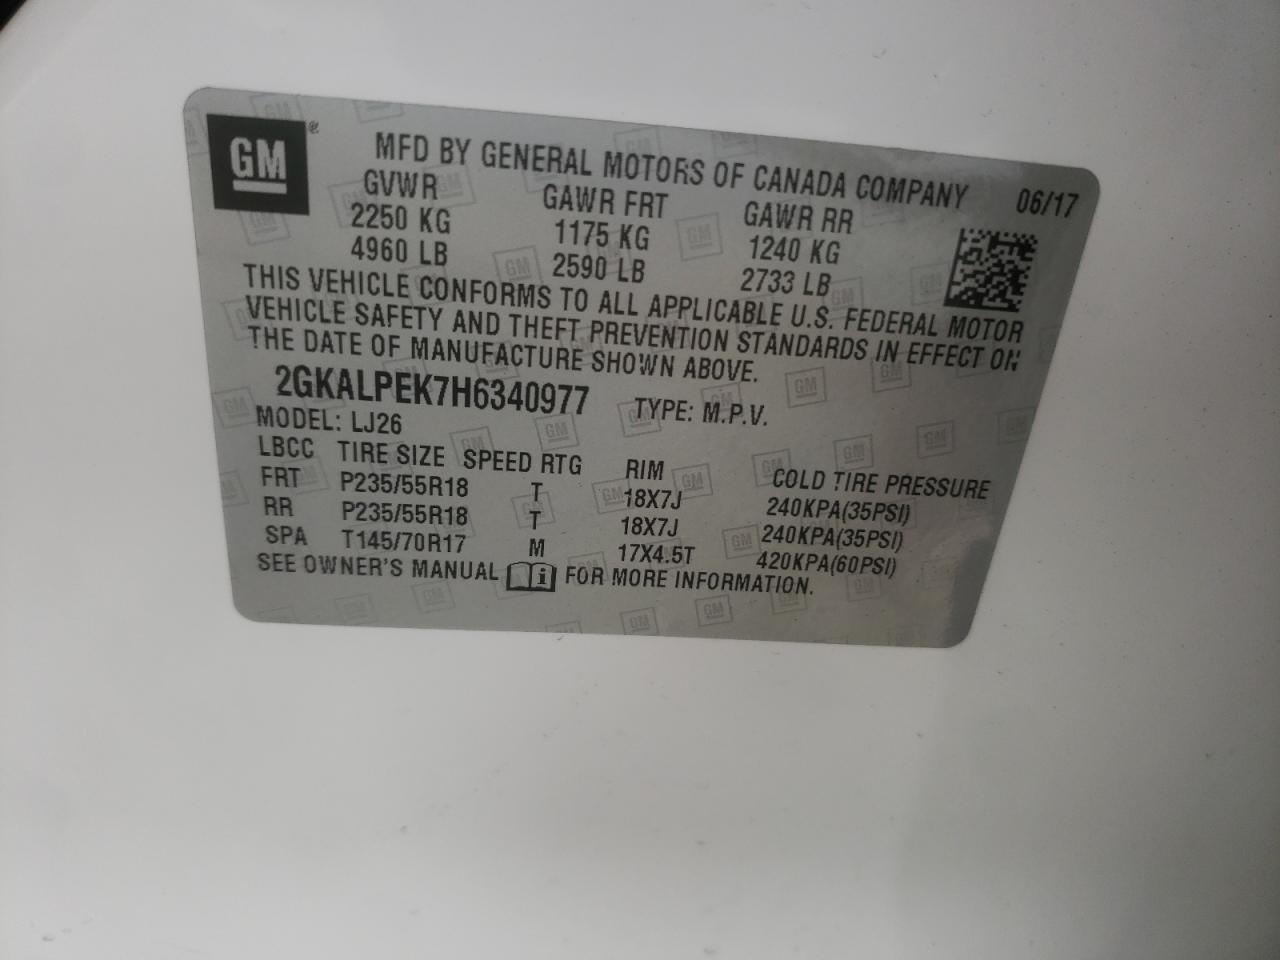 GM
MFD BY GENERAL MOTORS OF CANADA COMPANY 06/17
GVWR GAWR FRT GAWR RR
2250 KG 1175 KG 1240 KG
4960 LB 2590 LB 2733 LB
THIS VEHICLE CONFORMS TO ALL APPLICABLE U.S. FEDERAL MOTOR
VEHICLE SAFETY AND THEFT PREVENTION STANDARDS IN EFFECT ON
THE DATE OF MANUFACTURE SHOWN ABOVE.
2GKALPEK7H6340977 TYPE: M.P.V.
MODEL: LJ26
LBCC TIRE SIZE SPEED RTG RIM COLD TIRE PRESSURE
FRT P235/55R18 T 18X7J 240KPA(35PSI)
RR P235/55R18 T 18X7J 240KPA(35PSI)
SPA T145/70R17 M 17X4.5T 420KPA(60PSI)
SEE OWNER'S MANUAL FOR MORE INFORMATION.